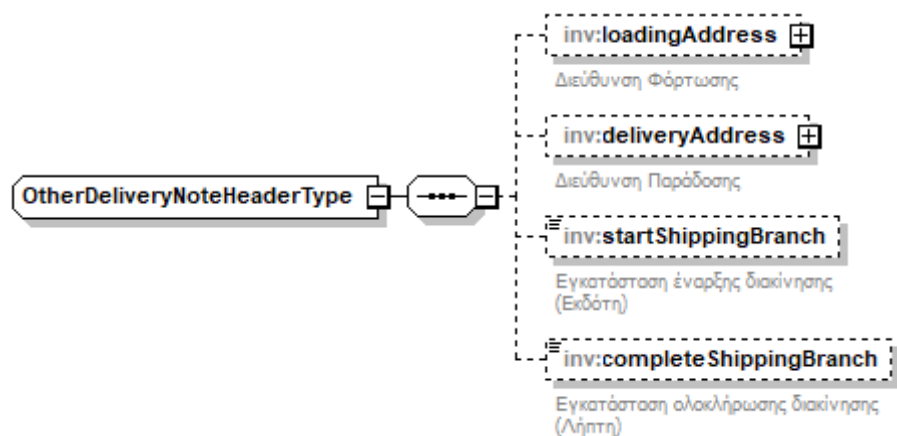 inv:loadingAddress
Διεύθυνση Φόρτωσης
inv:deliveryAddress
Διεύθυνση Παράδοσης
OtherDeliveryNoteHeaderType
inv:startShippingBranch
Εγκατάσταση έναρξης διακίνησης
(Εκδότη)
inv:completeShippingBranch
Εγκατάσταση ολοκλήρωσης διακίνησης
(Λήπτη)